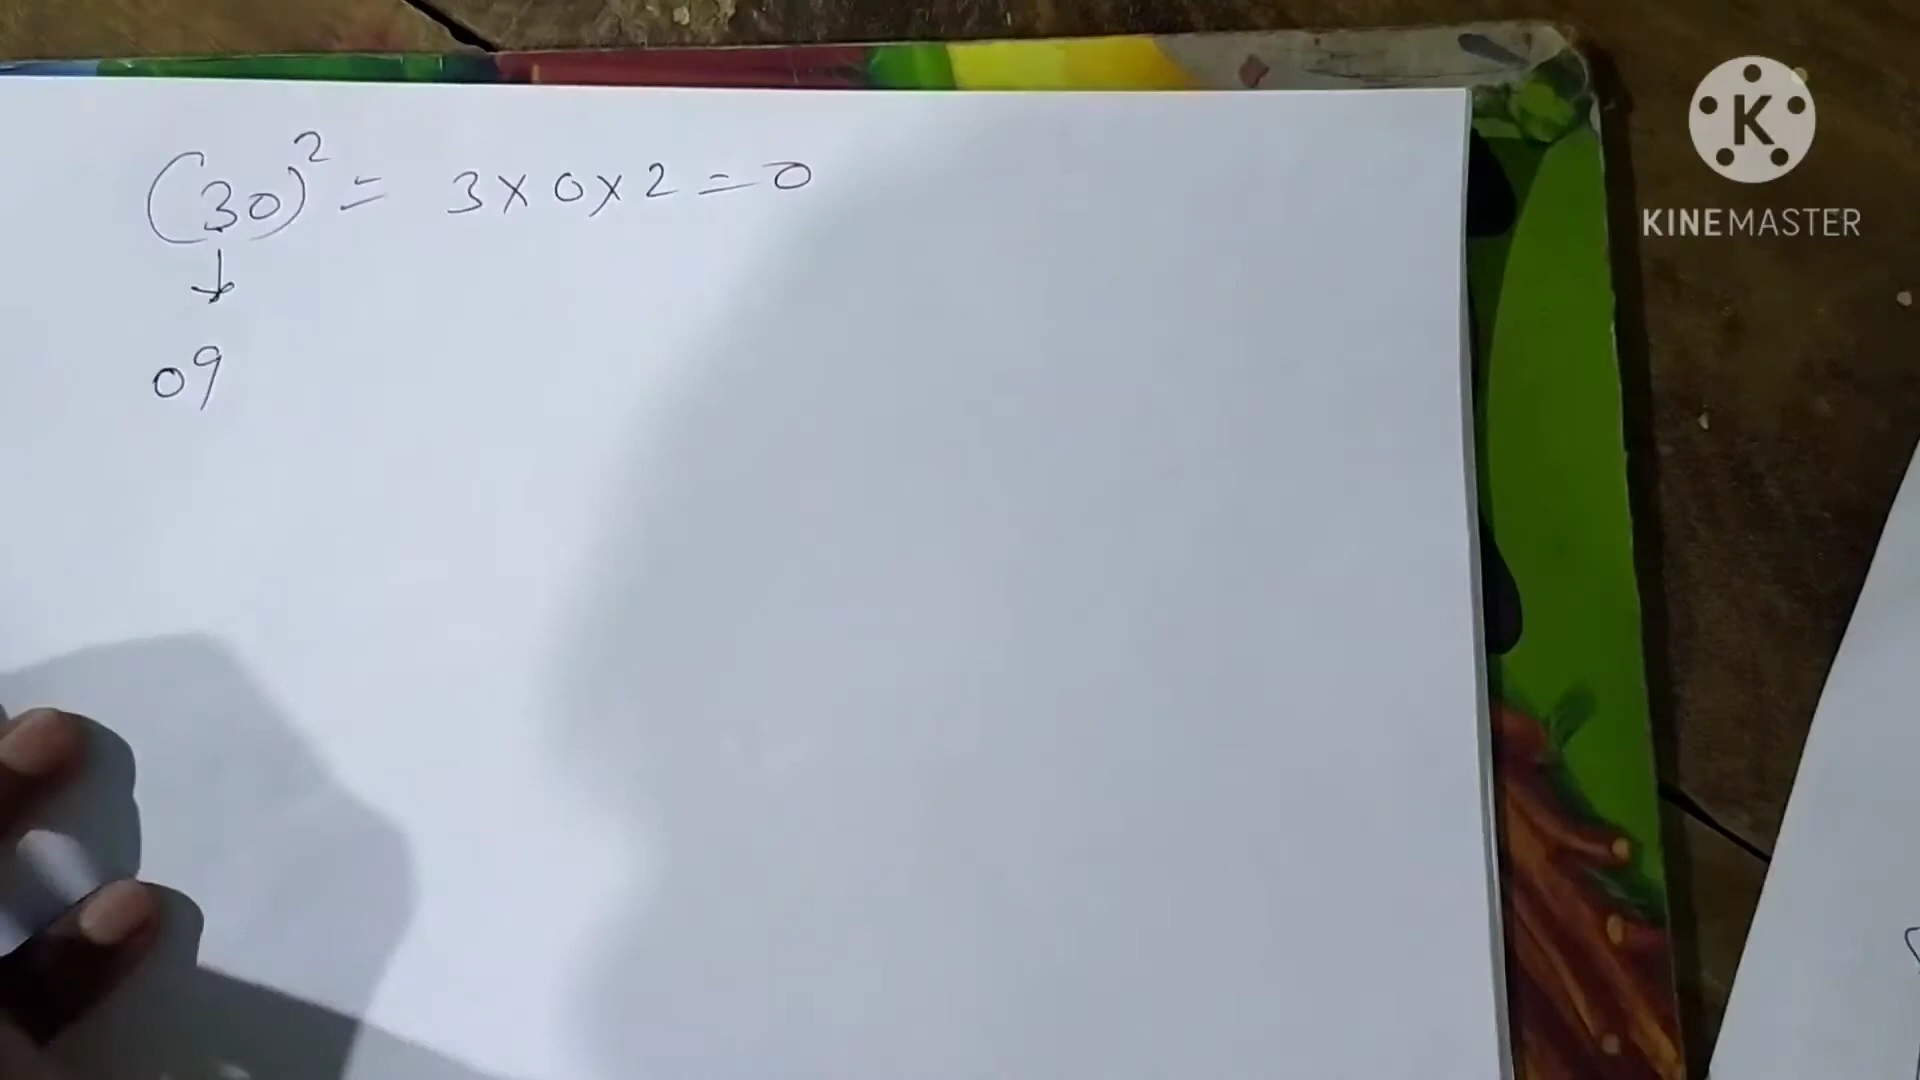 (30)² = 3 × 0 × 2 = 0
↓
09
K
KINEMASTER